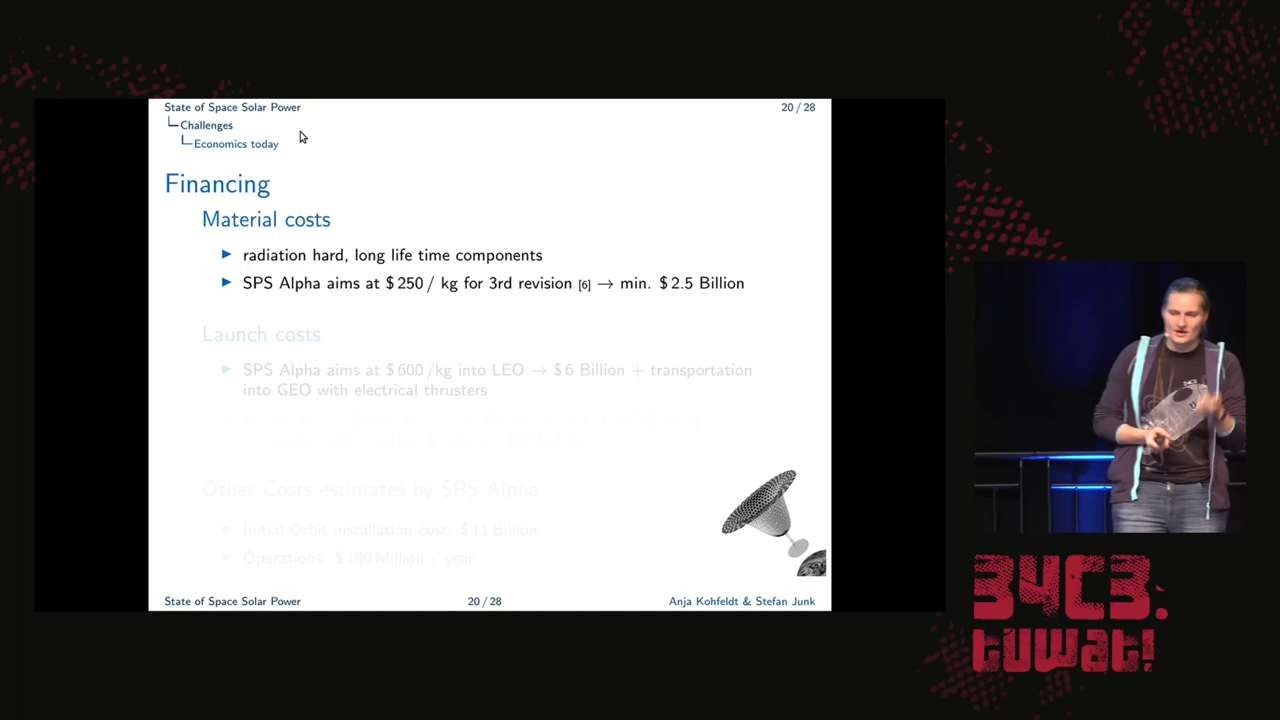 State of Space Solar Power
20 / 28
Challenges
Economics today
Financing
Material costs
radiation hard, long life time components
SPS Alpha aims at $ 250 / kg for 3rd revision [6] → min. $ 2.5 Billion
Launch costs
SPS Alpha aims at $ 600 /kg into LEO → $ 6 Billion + transportation
into GEO with electrical thrusters
Other Costs estimates by SPS Alpha
Initial Orbit installation cost: $ 11 Billion
Operations: $ 100 Million / year
State of Space Solar Power
20 / 28
Anja Kohfeldt & Stefan Junk
34C3.
tuwat!